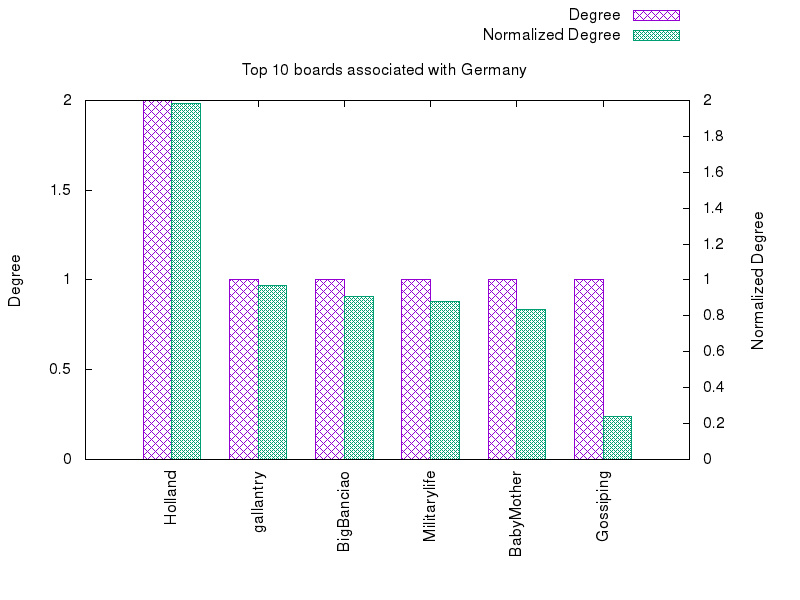 Degree
Normalized Degree
Top 10 boards associated with Germany
2
1.5
1
0.5
0
Degree
2
1.8
1.6
1.4
1.2
1
0.8
0.6
0.4
0.2
0
Normalized Degree
Holland
gallantry
BigBanciao
Militarylife
BabyMother
Gossiping